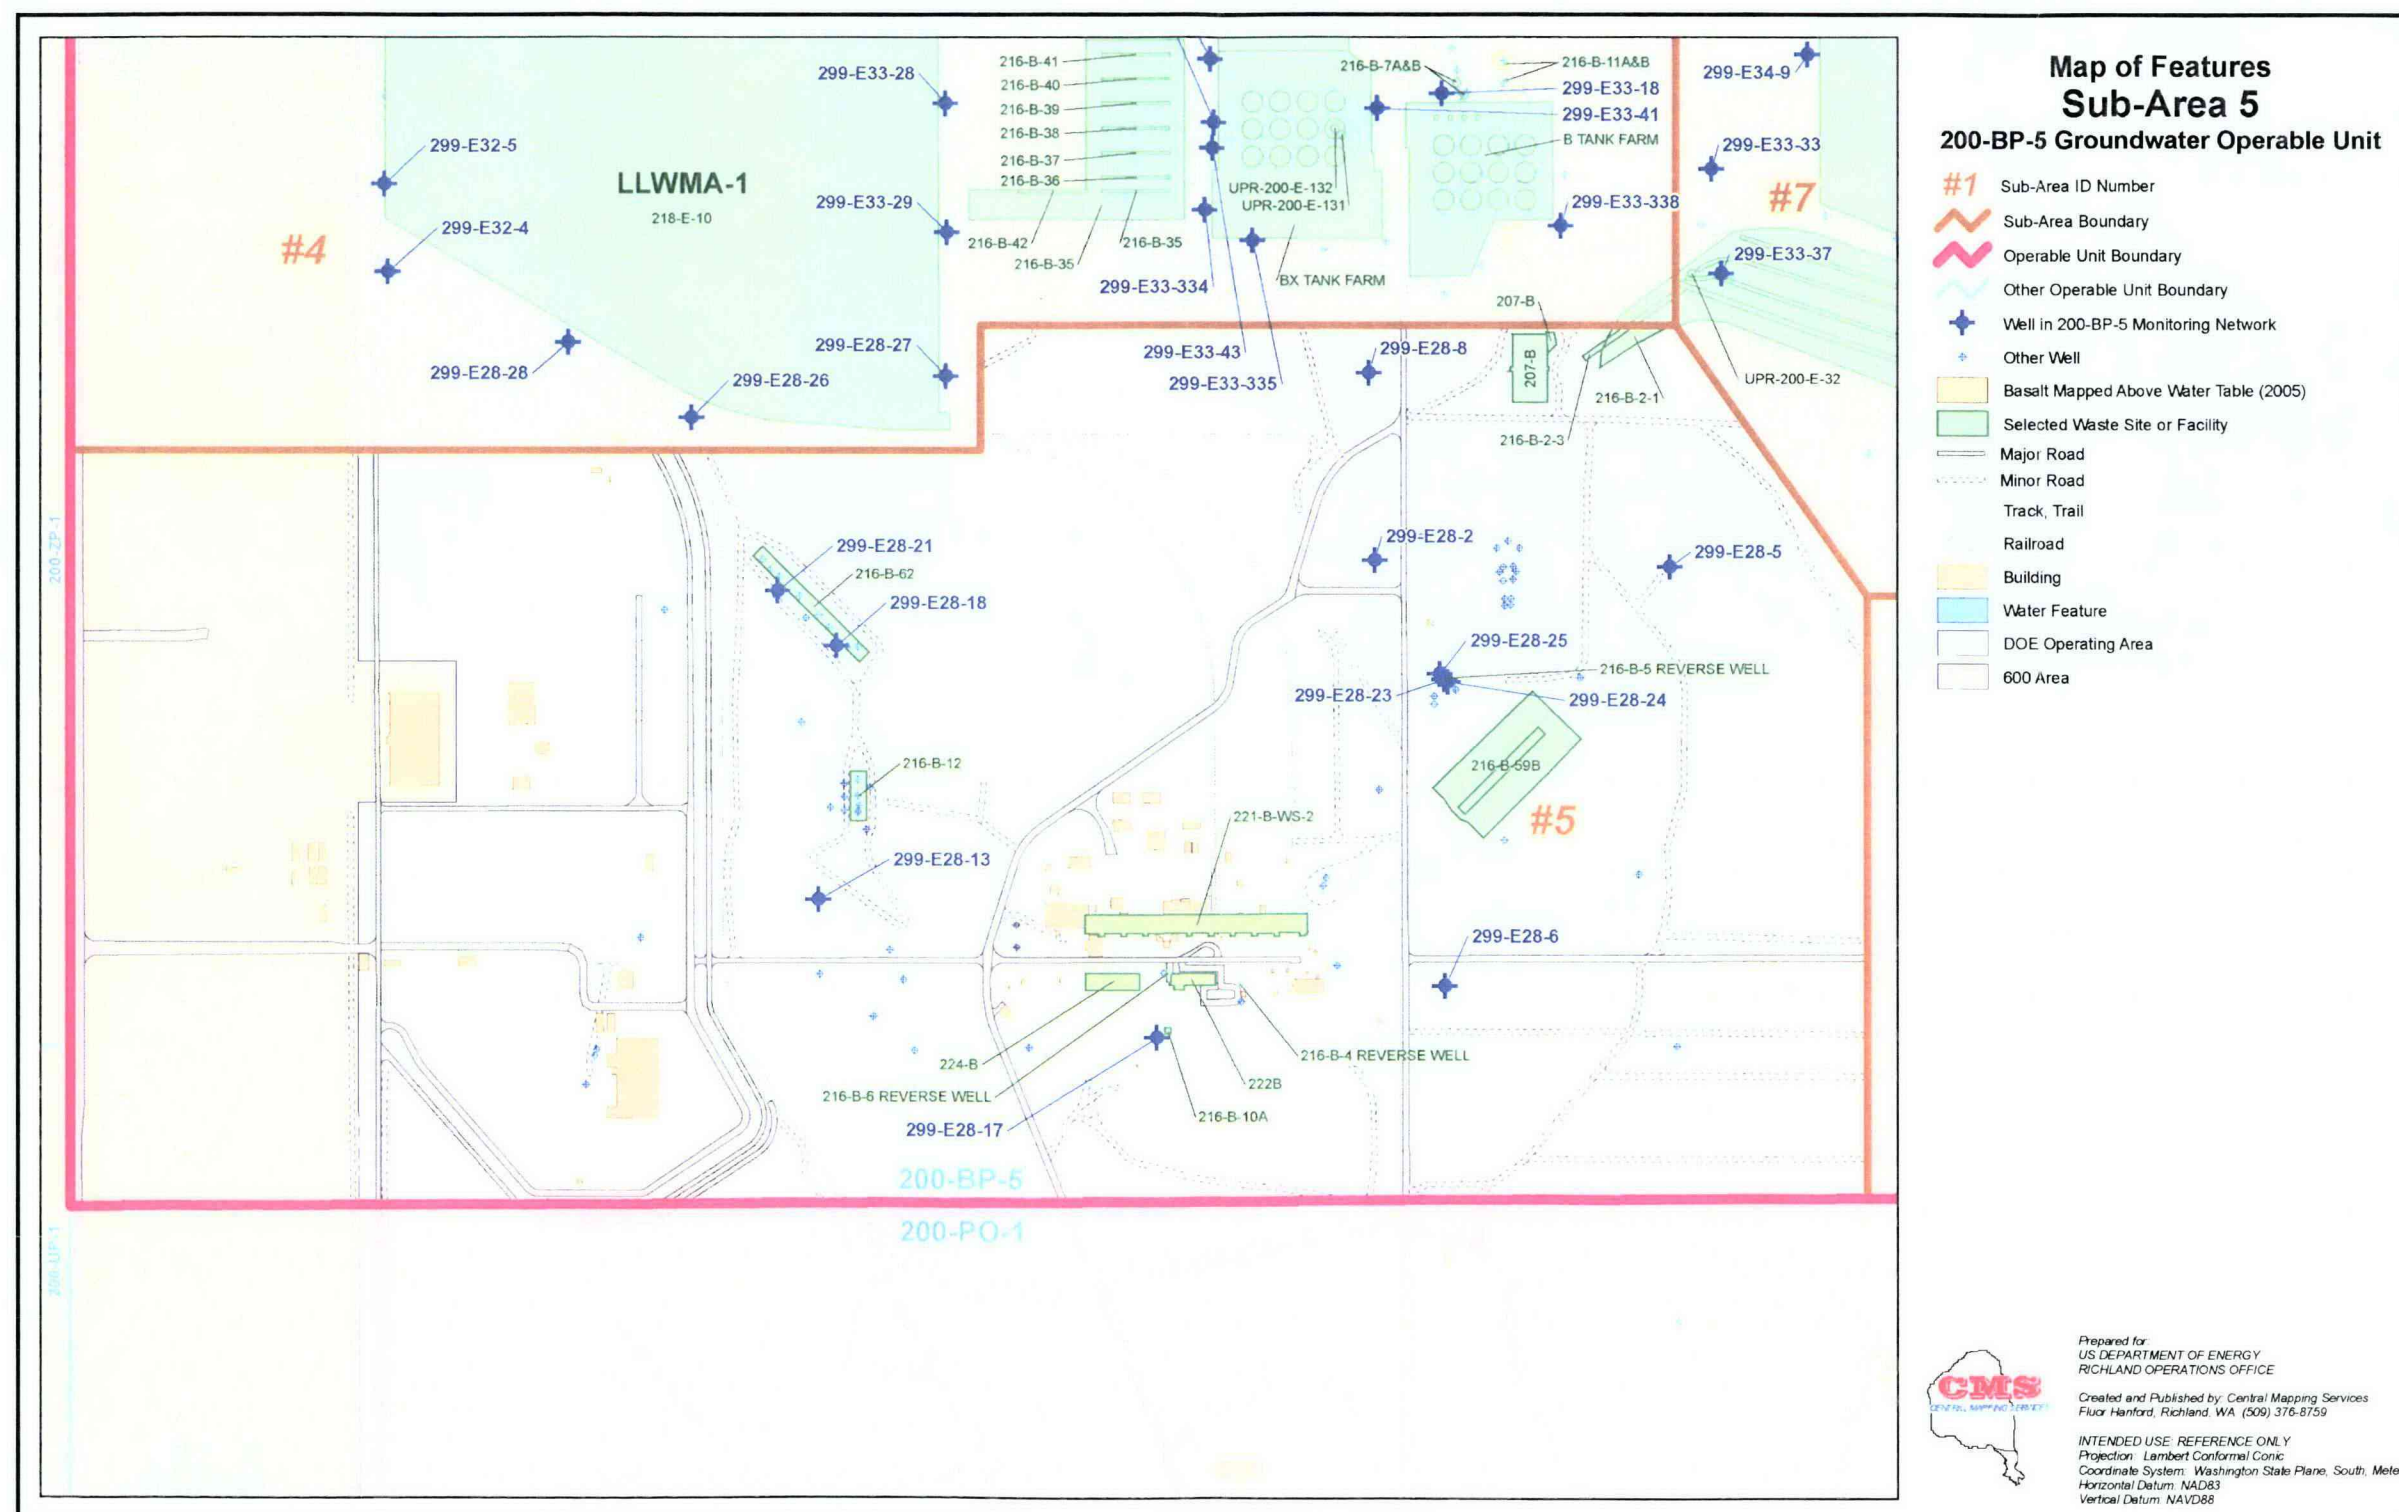 Map of Features
Sub-Area 5
200-BP-5 Groundwater Operable Unit
#1 Sub-Area ID Number
Sub-Area Boundary
Operable Unit Boundary
Other Operable Unit Boundary
Well in 200-BP-5 Monitoring Network
Other Well
Basalt Mapped Above Water Table (2005)
Selected Waste Site or Facility
Major Road
Minor Road
Track, Trail
Railroad
Building
Water Feature
DOE Operating Area
600 Area
299-E33-28
216-B-41
216-B-40
216-B-39
216-B-38
216-B-37
216-B-36
216-B-7A&B
216-B-11A&B
299-E33-18
299-E33-41
B TANK FARM
299-E34-9
299-E33-33
#7
299-E32-5
LLWMA-1
218-E-10
299-E32-4
#4
299-E33-29
216-B-42
216-B-35
216-B-35
UPR-200-E-132
UPR-200-E-131
299-E33-338
299-E33-37
299-E33-334
BX TANK FARM
207-B
299-E28-27
299-E33-43
299-E28-8
207-B
299-E28-28
299-E28-26
299-E33-335
UPR-200-E-32
216-B-2-1
216-B-2-3
200-ZP-1
299-E28-21
216-B-62
299-E28-18
299-E28-2
299-E28-5
299-E28-25
216-B-5 REVERSE WELL
299-E28-23
299-E28-24
216-B-12
216-B-59B
#5
221-B-WS-2
299-E28-13
299-E28-6
224-B
216-B-4 REVERSE WELL
222B
216-B-6 REVERSE WELL
216-B-10A
299-E28-17
200-BP-5
200-PO-1
200-UP-1
CMS
CENTRAL MAPPING SERVICES
Prepared for:
US DEPARTMENT OF ENERGY
RICHLAND OPERATIONS OFFICE
Created and Published by: Central Mapping Services
Fluor Hanford, Richland, WA (509) 376-8759
INTENDED USE: REFERENCE ONLY
Projection: Lambert Conformal Conic
Coordinate System: Washington State Plane, South, Mete
Horizontal Datum: NAD83
Vertical Datum: NAVD88